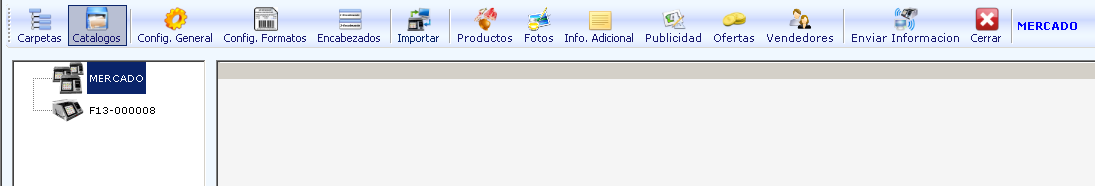 Carpetas Catalogos Config. General Config. Formatos Encabezados Importar Productos Fotos Info. Adicional Publicidad Ofertas Vendedores Enviar Informacion Cerrar MERCADO
MERCADO
F13-000008